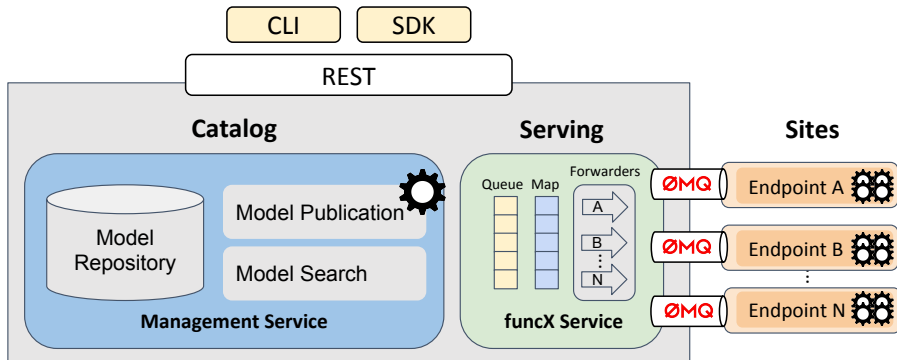 CLI
SDK
REST
Catalog
Serving
Sites
Model
Repository
Model Publication
Model Search
Management Service
Queue
Map
Forwarders
A
B
N
funcX Service
ØMQ
Endpoint A
ØMQ
Endpoint B
ØMQ
Endpoint N